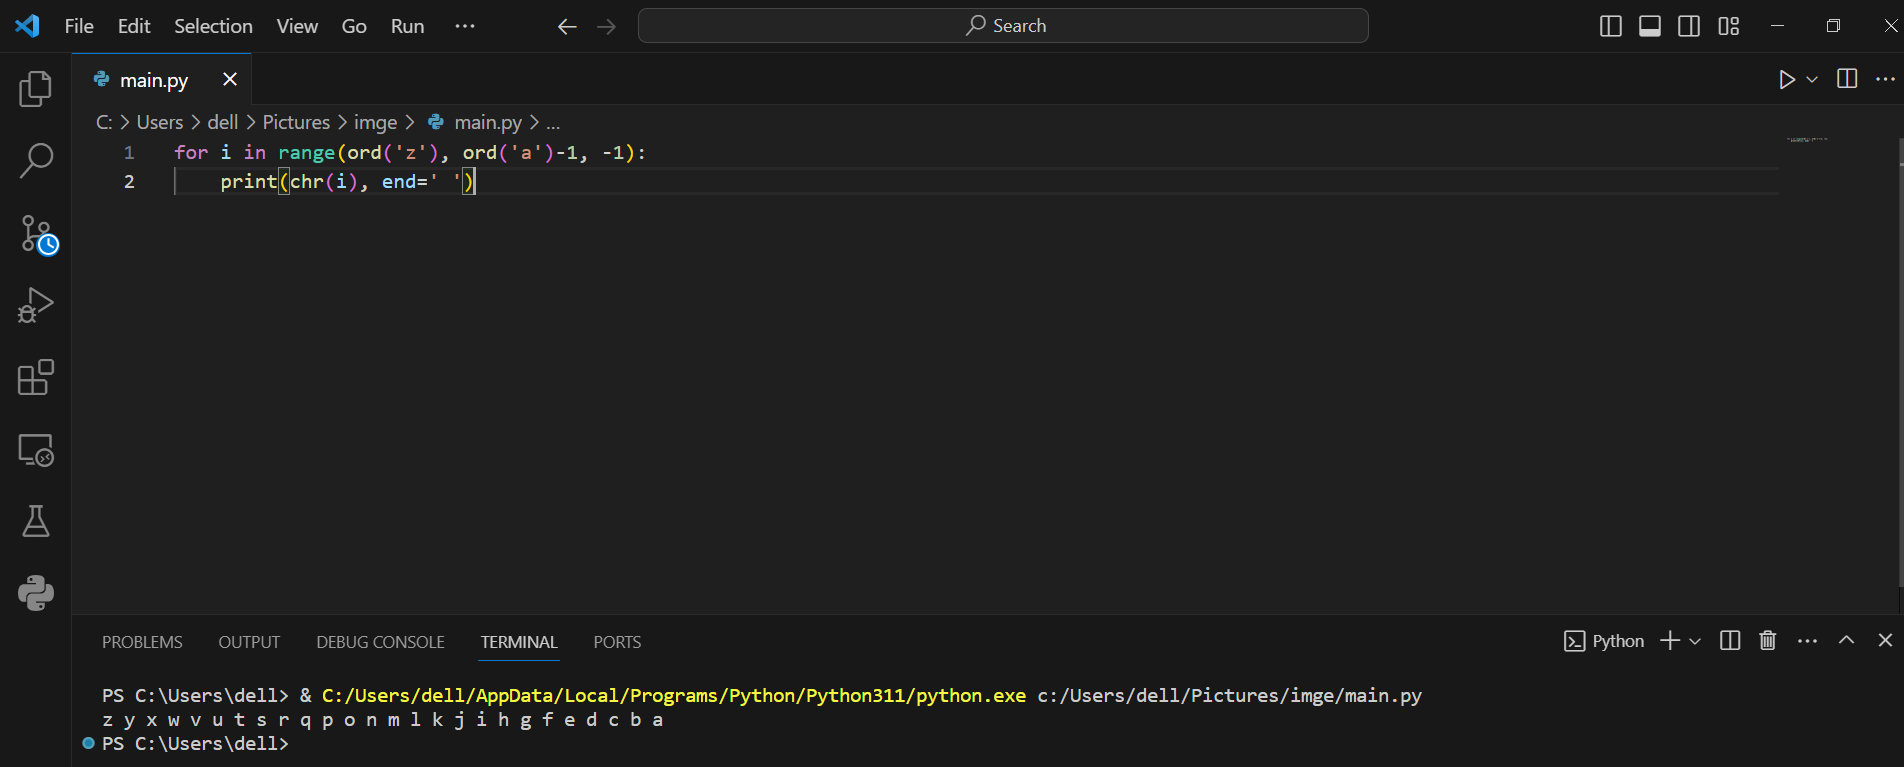 File Edit Selection View Go Run ··· Search
main.py
C: > Users > dell > Pictures > imge > main.py > ...
1 for i in range(ord('z'), ord('a')-1, -1):
2     print(chr(i), end=' ')
PROBLEMS OUTPUT DEBUG CONSOLE TERMINAL PORTS Python
PS C:\Users\dell> & C:/Users/dell/AppData/Local/Programs/Python/Python311/python.exe c:/Users/dell/Pictures/imge/main.py
z y x w v u t s r q p o n m l k j i h g f e d c b a
PS C:\Users\dell>